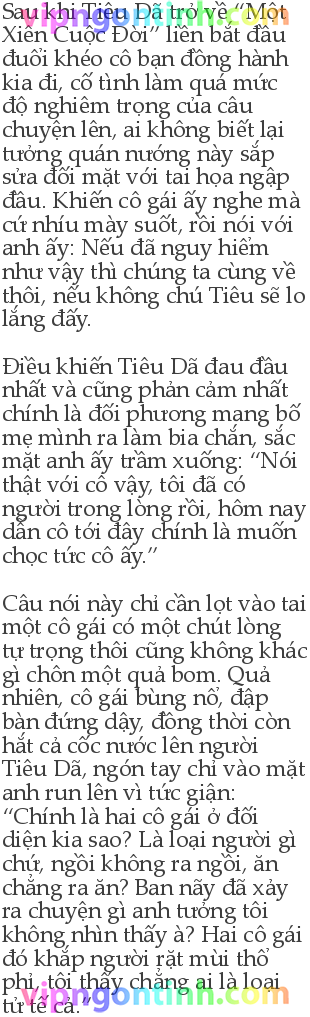 Sau khi Tiêu Dã trở về “Một
Xiên Cuộc Đời” liền bắt đầu
đuổi khéo cô bạn đồng hành
kia đi, cố tình làm quá mức
độ nghiêm trọng của câu
chuyện lên, ai không biết lại
tưởng quán nướng này sắp
sửa đối mặt với tai họa ngập
đầu. Khiến cô gái ấy nghe mà
cứ nhíu mày suốt, rồi nói với
anh ấy: Nếu đã nguy hiểm
như vậy thì chúng ta cùng về
thôi, nếu không chú Tiêu sẽ lo
lắng đấy.
Điều khiến Tiêu Dã đau đầu
nhất và cũng phản cảm nhất
chính là đối phương mang bố
mẹ mình ra làm bia chắn, sắc
mặt anh ấy trầm xuống: “Nói
thật với cô vậy, tôi đã có
người trong lòng rồi, hôm nay
dẫn cô tới đây chính là muốn
chọc tức cô ấy.”
Câu nói này chỉ cần lọt vào tai
một cô gái có một chút lòng
tự trọng thôi cũng không khác
gì chôn một quả bom. Quả
nhiên, cô gái bùng nổ, đập
bàn đứng dậy, đồng thời còn
hắt cả cốc nước lên người
Tiêu Dã, ngón tay chỉ vào mặt
anh run lên vì tức giận:
“Chính là hai cô gái ở đối
diện kia sao? Là loại người gì
chứ, ngồi không ra ngồi, ăn
chẳng ra ăn? Ban nãy đã xảy
ra chuyện gì anh tưởng tôi
không nhìn thấy à? Hai cô gái
đó khắp người rặt mùi thổ
phỉ, tôi thấy chẳng ai là loại
tử tế cả.”
vipngontinh.com
vipngontinh.com